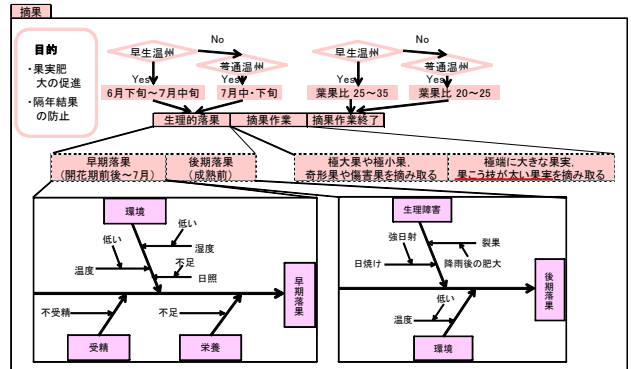 摘果
目的
・果実肥
大の促進
・隔年結果
の防止
早生温州
No
普通温州
Yes
Yes
6月下旬~7月中旬
7月中・下旬
早生温州
No
普通温州
Yes
Yes
葉果比 25~35
葉果比 20~25
生理的落果
摘果作業
摘果作業終了
早期落果
(開花期前後~7月)
後期落果
(成熟前)
極大果や極小果,
奇形果や傷害果を摘み取る
極端に大きな果実,
果こう枝が太い果実を摘み取る
環境
低い
湿度
低い
温度
不足
日照
早期落果
不受精
受精
不足
栄養
生理障害
強日射
日焼け
裂果
降雨後の肥大
後期落果
低い
温度
環境